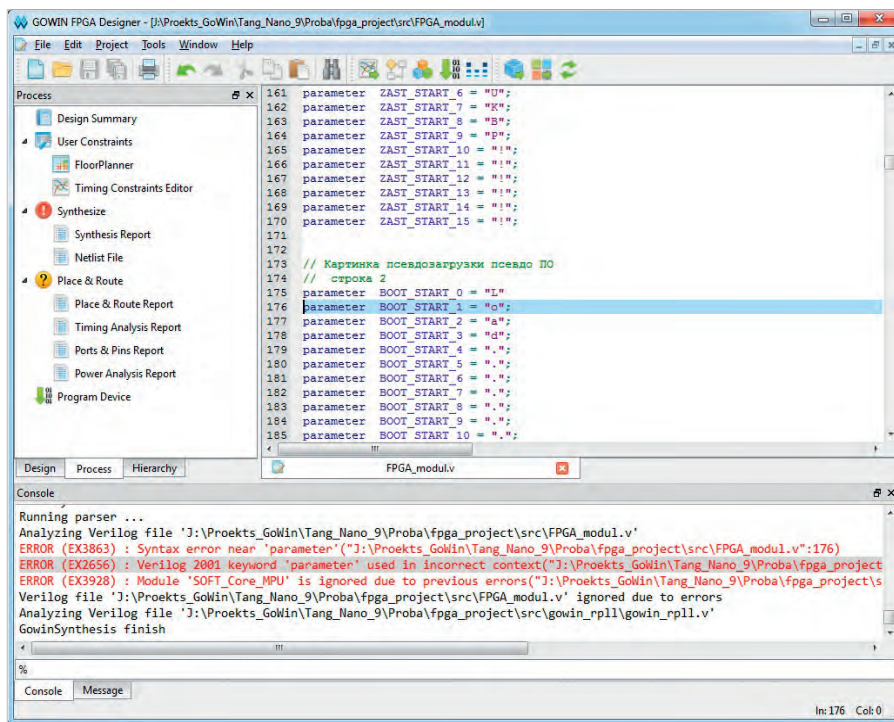 GOWIN FPGA Designer - [J:\Proekts_GoWin\Tang_Nano_9\Proba\fpga_project\src\FPGA_modul.v]
File Edit Project Tools Window Help
Process
Design Summary
User Constraints
FloorPlanner
Timing Constraints Editor
Synthesize
Synthesis Report
Netlist File
Place & Route
Place & Route Report
Timing Analysis Report
Ports & Pins Report
Power Analysis Report
Program Device
Design Process Hierarchy
161 parameter ZAST_START_6 = "U";
162 parameter ZAST_START_7 = "K";
163 parameter ZAST_START_8 = "B";
164 parameter ZAST_START_9 = "P";
165 parameter ZAST_START_10 = "!";
166 parameter ZAST_START_11 = "!";
167 parameter ZAST_START_12 = "!";
168 parameter ZAST_START_13 = "!";
169 parameter ZAST_START_14 = "!";
170 parameter ZAST_START_15 = "!";
171
172
173 // Картинка псевдозагрузки псевдо ПО
174 // строка 2
175 parameter BOOT_START_0 = "L"
176 parameter BOOT_START_1 = "o";
177 parameter BOOT_START_2 = "a";
178 parameter BOOT_START_3 = "d";
179 parameter BOOT_START_4 = ".";
180 parameter BOOT_START_5 = ".";
181 parameter BOOT_START_6 = ".";
182 parameter BOOT_START_7 = ".";
183 parameter BOOT_START_8 = ".";
184 parameter BOOT_START_9 = ".";
185 parameter BOOT_START_10 = ".";
FPGA_modul.v
Console
Running parser ...
Analyzing Verilog file 'J:\Proekts_GoWin\Tang_Nano_9\Proba\fpga_project\src\FPGA_modul.v'
ERROR (EX3863) : Syntax error near 'parameter'("J:\Proekts_GoWin\Tang_Nano_9\Proba\fpga_project\src\FPGA_modul.v":176)
ERROR (EX2656) : Verilog 2001 keyword 'parameter' used in incorrect context("J:\Proekts_GoWin\Tang_Nano_9\Proba\fpga_project
ERROR (EX3928) : Module 'SOFT_Core_MPU' is ignored due to previous errors("J:\Proekts_GoWin\Tang_Nano_9\Proba\fpga_project\s
Verilog file 'J:\Proekts_GoWin\Tang_Nano_9\Proba\fpga_project\src\FPGA_modul.v' ignored due to errors
Analyzing Verilog file 'J:\Proekts_GoWin\Tang_Nano_9\Proba\fpga_project\src\gowin_rpll\gowin_rpll.v'
GowinSynthesis finish
%
Console Message
In: 176 Col: 0